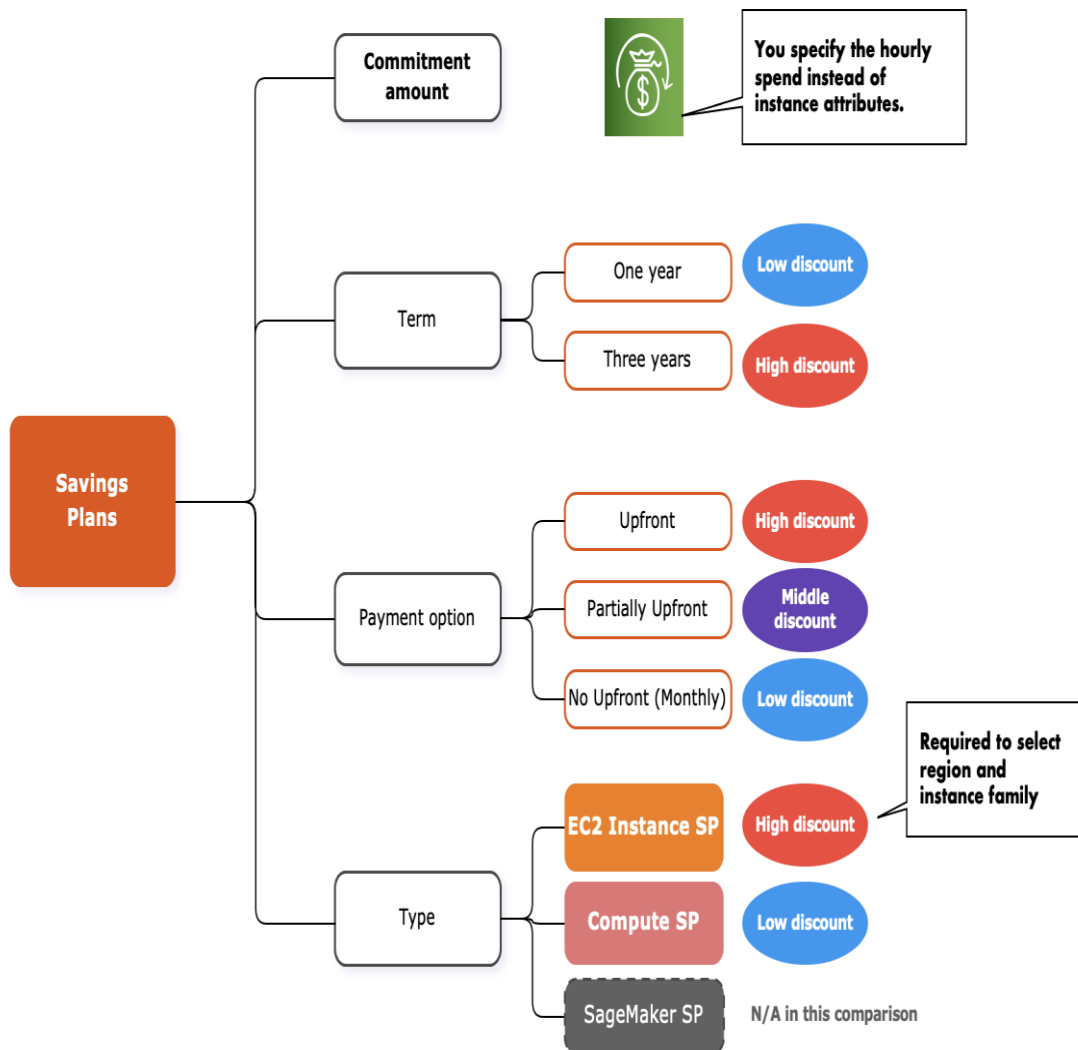 Commitment
amount
$
You specify the hourly
spend instead of
instance attributes.
Term
One year
Low discount
Three years
High discount
Savings
Plans
Payment option
Upfront
High discount
Partially Upfront
Middle
discount
No Upfront (Monthly)
Low discount
Type
EC2 Instance SP
High discount
Required to select
region and
instance family
Compute SP
Low discount
SageMaker SP
N/A in this comparison